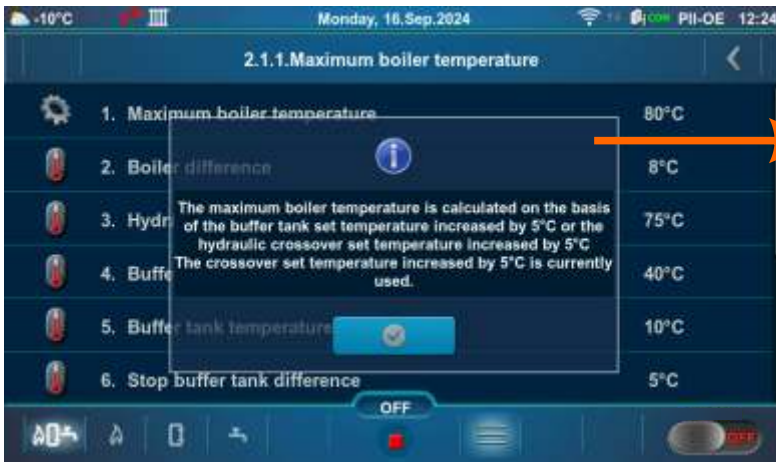 -10°C Monday, 16.Sep.2024 CON PII-OE 12:24
2.1.1.Maximum boiler temperature
1. Maximum boiler temperature 80°C
2. Boiler difference 8°C
3. Hydr 75°C
4. Buffe 40°C
5. Buffer tank temperature 10°C
6. Stop buffer tank difference 5°C
The maximum boiler temperature is calculated on the basis
of the buffer tank set temperature increased by 5°C or the
hydraulic crossover set temperature increased by 5°C
The crossover set temperature increased by 5°C is currently
used.
OFF
OFF